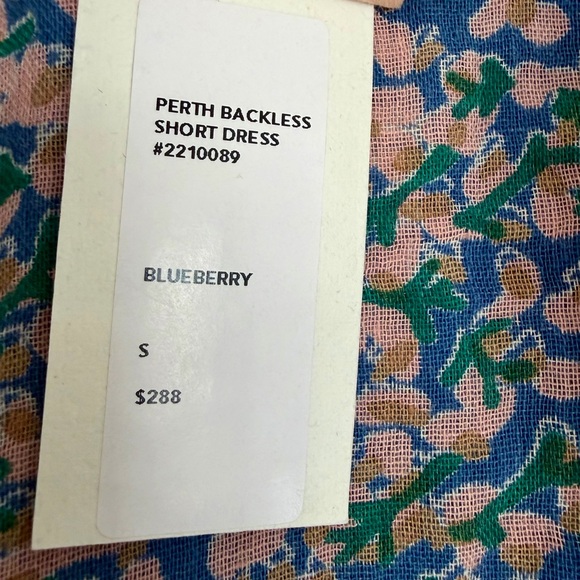 PERTH BACKLESS
SHORT DRESS
#2210089
BLUEBERRY
S
$288